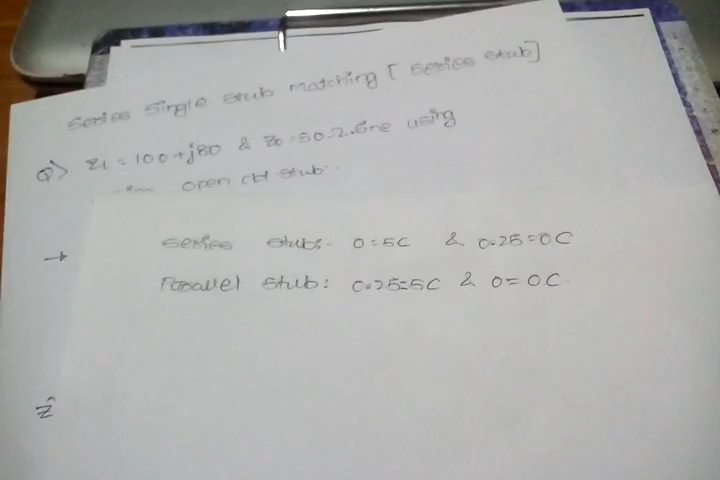 series single stub matching [series stub]
Q> ZL = 100+j80 & Z0 = 50-Ω line using
open ckt stub.
→ series stub:- 0=SC & 0.25=OC
Parallel stub: 0.25=SC & 0=OC.
Z